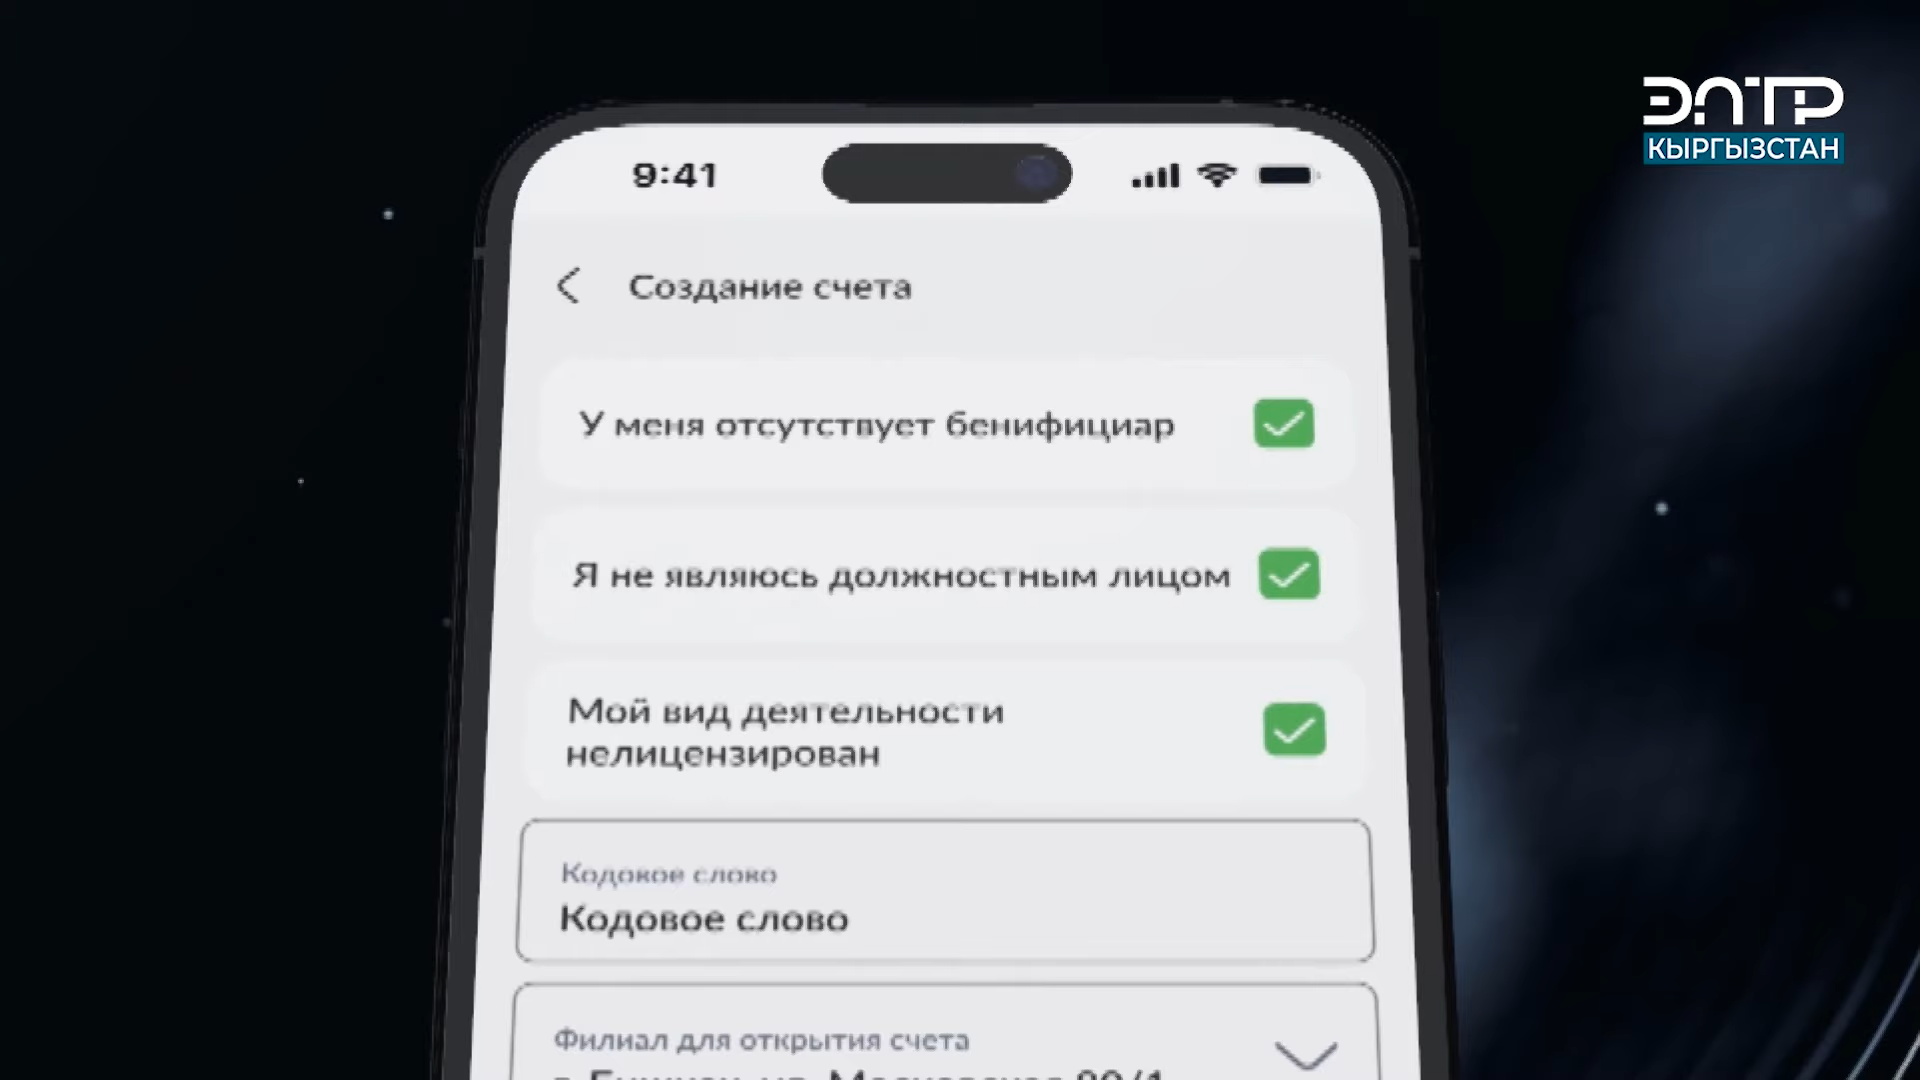 ЭЛТР
КЫРГЫЗСТАН
9:41
Создание счета
У меня отсутствует бенифициар
Я не являюсь должностным лицом
Мой вид деятельности
нелицензирован
Кодовое слово
Кодовое слово
Филиал для открытия счета